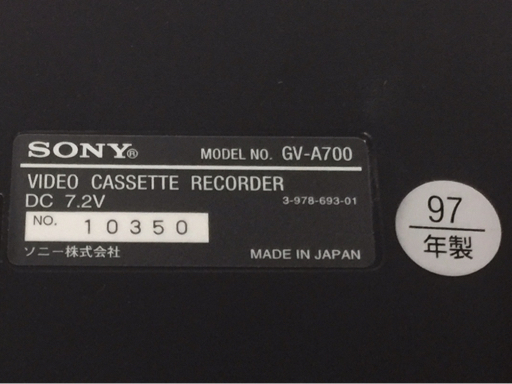 SONY® MODEL NO. GV-A700
VIDEO CASSETTE RECORDER
DC 7.2V 3-978-693-01
NO. 10350
ソニー株式会社 MADE IN JAPAN
97
年製